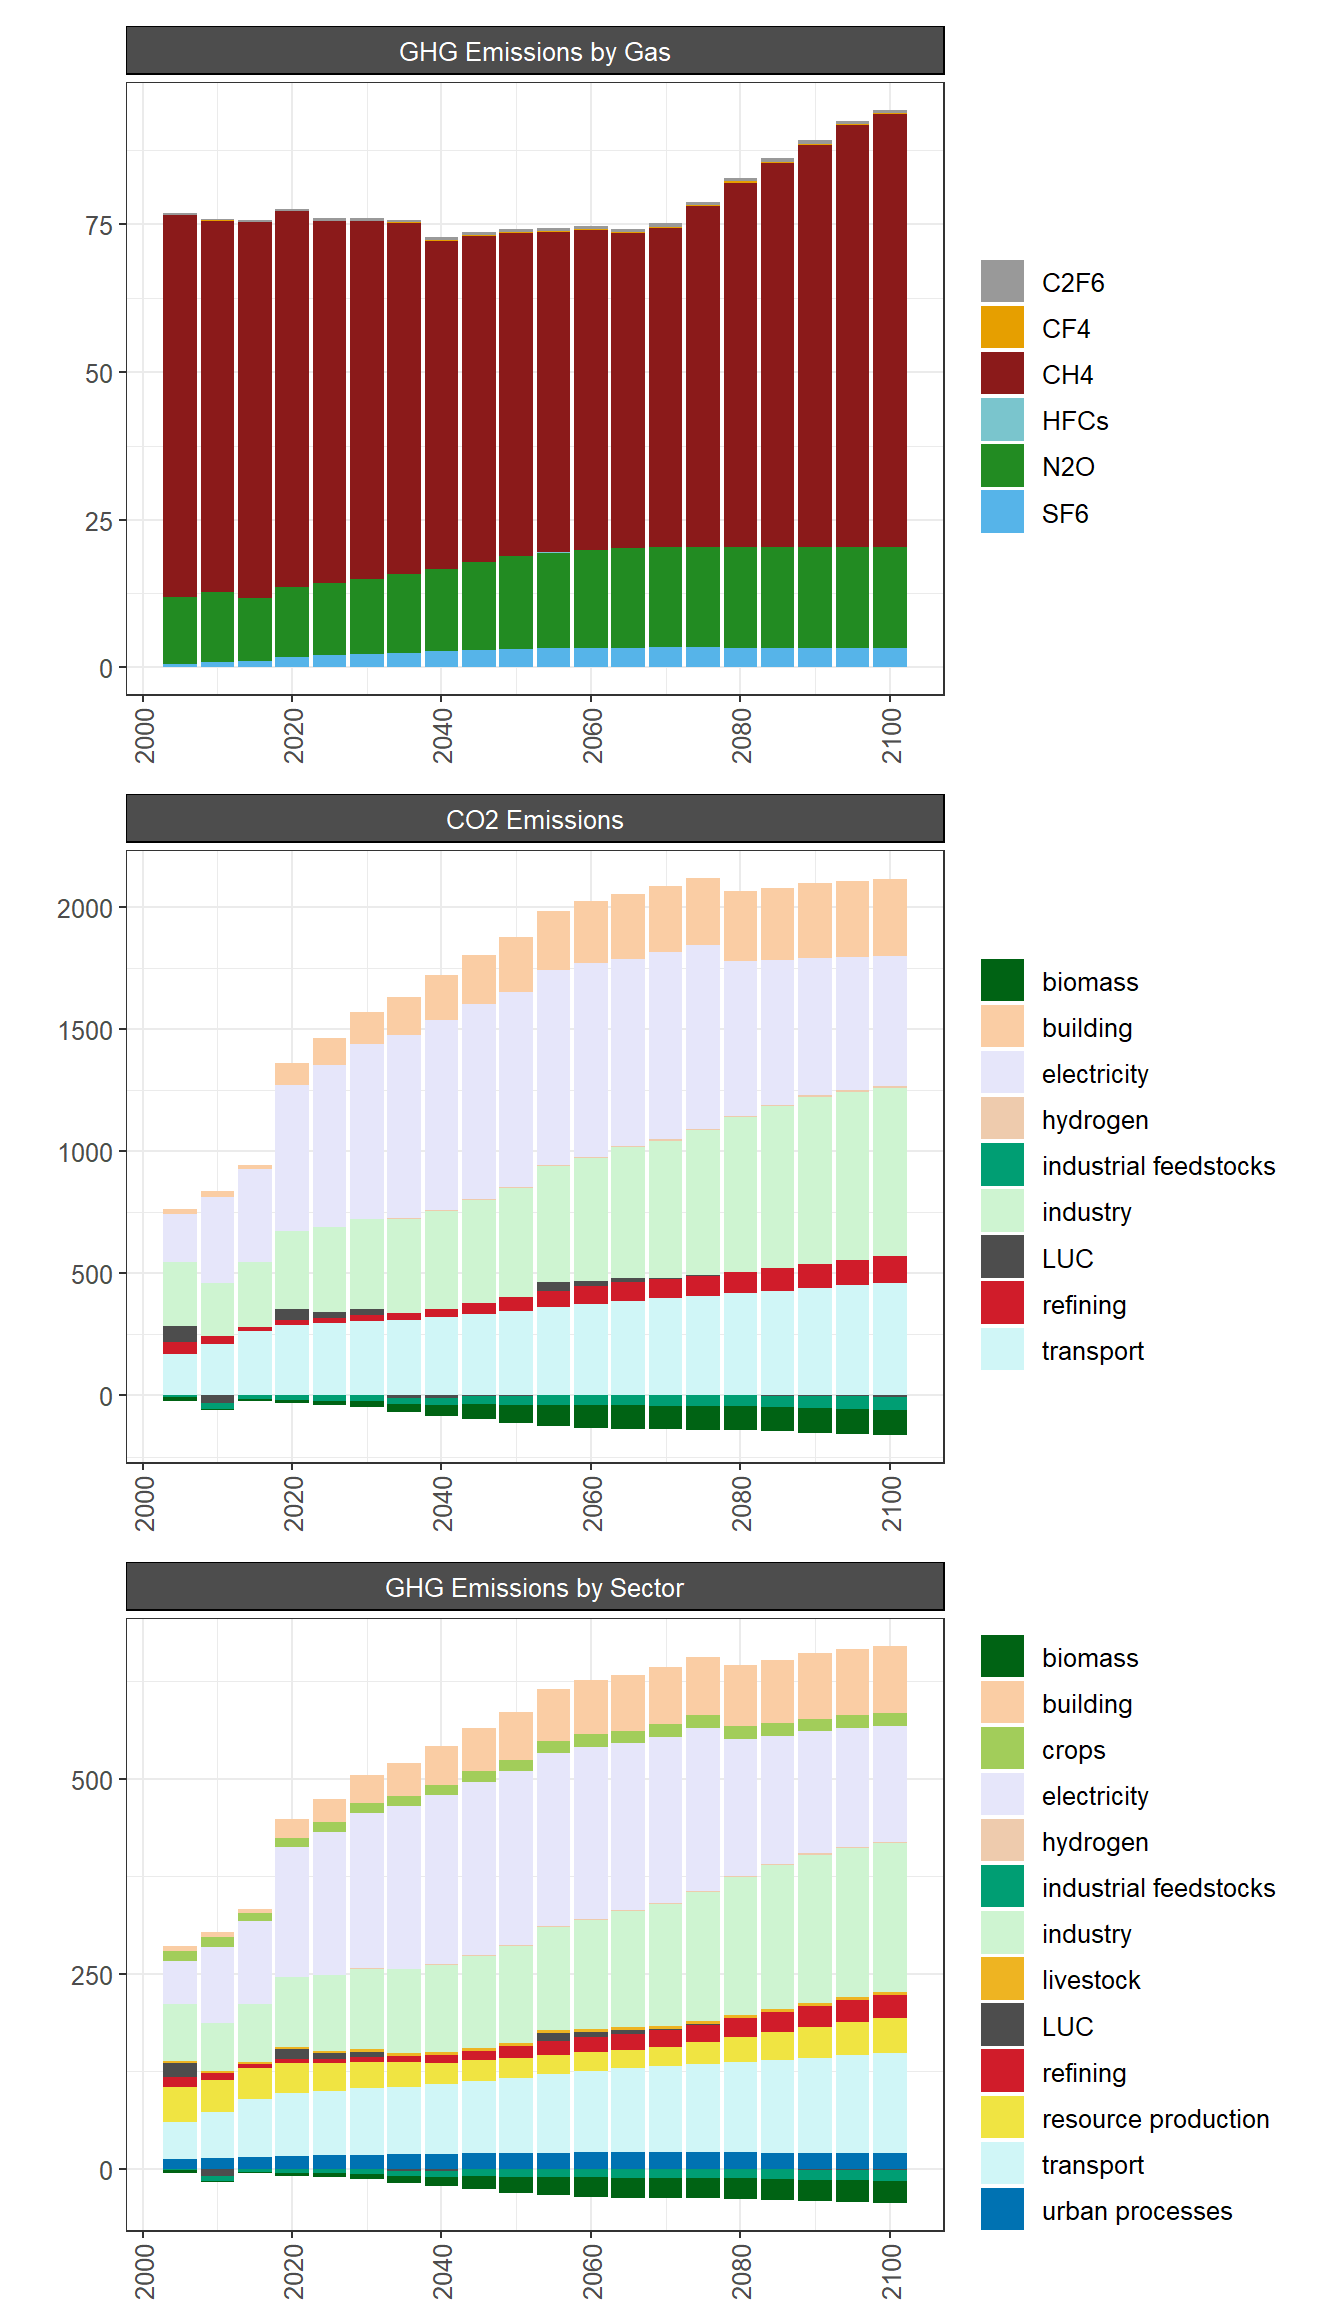 GHG Emissions by Gas
75
50
25
0
2000
2020
2040
2060
2080
2100
C2F6
CF4
CH4
HFCs
N2O
SF6
CO2 Emissions
2000
1500
1000
500
0
2000
2020
2040
2060
2080
2100
biomass
building
electricity
hydrogen
industrial feedstocks
industry
LUC
refining
transport
GHG Emissions by Sector
500
250
0
2000
2020
2040
2060
2080
2100
biomass
building
crops
electricity
hydrogen
industrial feedstocks
industry
livestock
LUC
refining
resource production
transport
urban processes